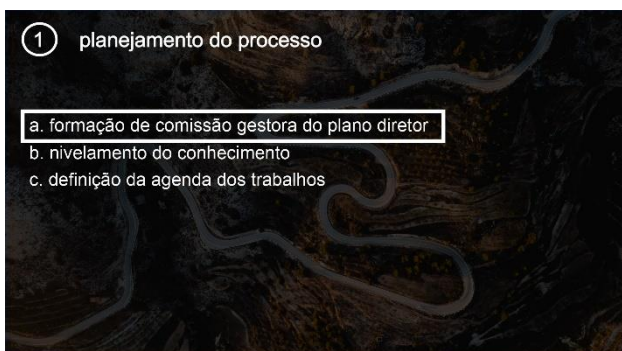 1 planejamento do processo
a. formação de comissão gestora do plano diretor
b. nivelamento do conhecimento
c. definição da agenda dos trabalhos